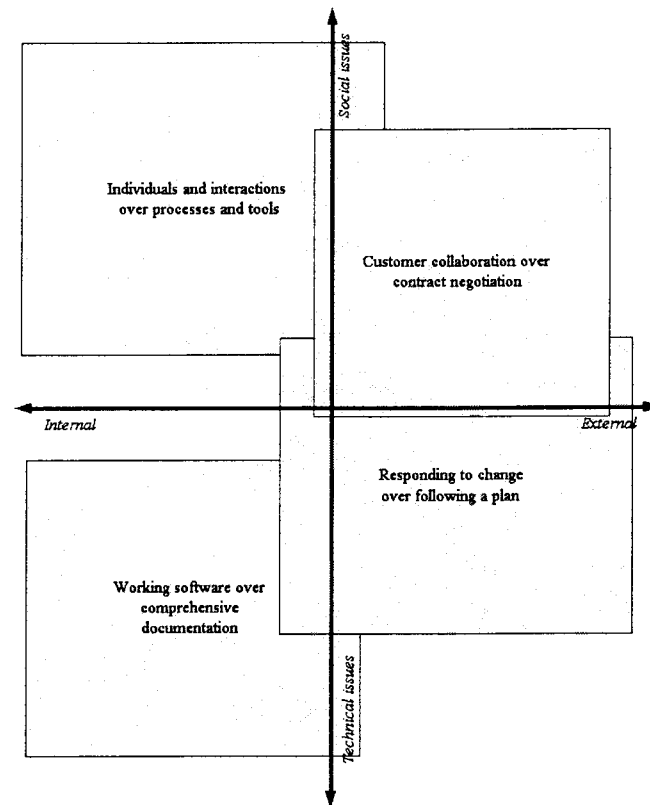 Social issues
Individuals and interactions
over processes and tools
Customer collaboration over
contract negotiation
Internal
External
Responding to change
over following a plan
Working software over
comprehensive
documentation
Technical issues